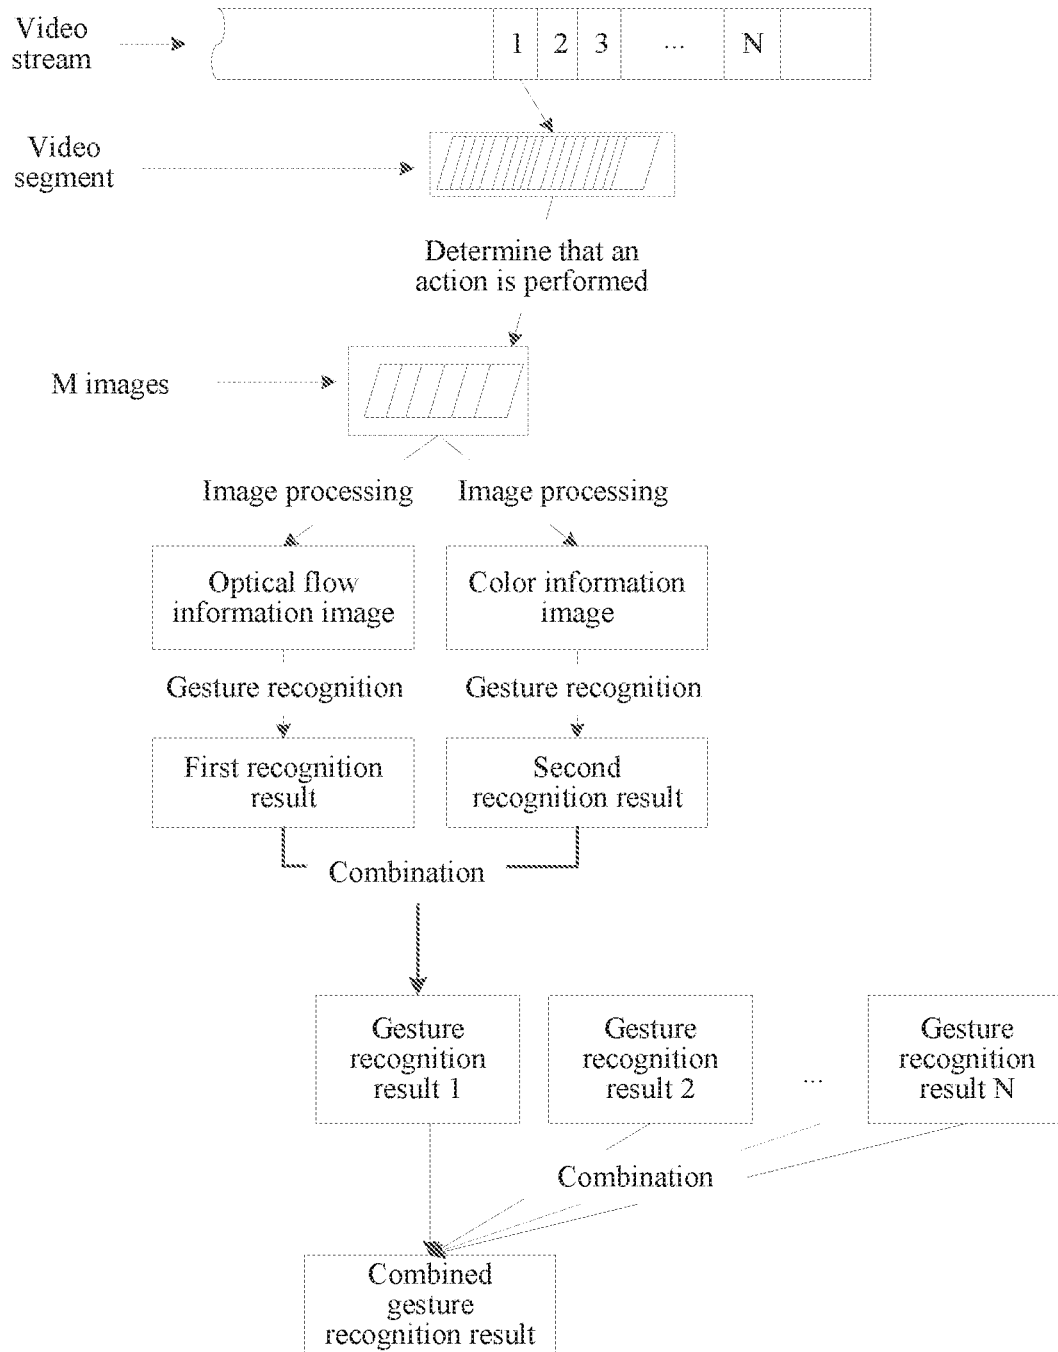 Video
stream
1 2 3 ... N
Video
segment
Determine that an
action is performed
M images
Image processing Image processing
Optical flow
information image
Color information
image
Gesture recognition Gesture recognition
First recognition
result
Second
recognition result
Combination
Gesture
recognition
result 1
Gesture
recognition
result 2
...
Gesture
recognition
result N
Combination
Combined
gesture
recognition result